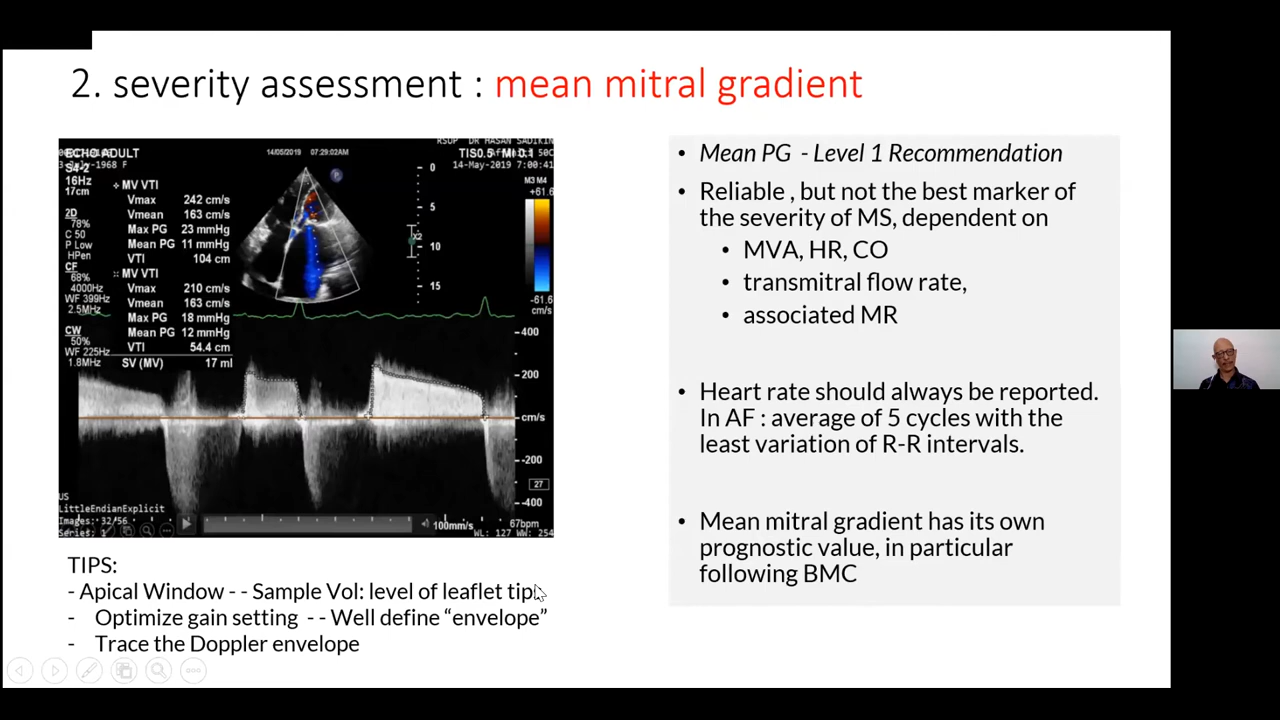 2. severity assessment : mean mitral gradient
RSUP DR HASAN SADIKIN
ECHO ADULT
14/05/2019 07:29:02AM
TIS0.5 MI 0.1
14-May-2019 7:00:41
S4-2
16Hz
17cm
2D
78%
C 50
P Low
HPen
CF
68%
4000Hz
WF 399Hz
2.5MHz
CW
50%
WF 225Hz
1.8MHz
MV VTI
Vmax 242 cm/s
Vmean 163 cm/s
Max PG 23 mmHg
Mean PG 11 mmHg
VTI 104 cm
MV VTI
Vmax 210 cm/s
Vmean 163 cm/s
Max PG 18 mmHg
Mean PG 12 mmHg
VTI 54.4 cm
SV (MV) 17 ml
P
0
5
10
15
x2
M3 M4
+61.6
-61.6
cm/s
400
200
cm/s
-200
-400
27
US
LittleEndianExplicit
Images: 32/56
Series: 1
100mm/s
67bpm
WL: 127 WW: 254
TIPS:
- Apical Window - - Sample Vol: level of leaflet tip
- Optimize gain setting - - Well define “envelope”
- Trace the Doppler envelope
• Mean PG - Level 1 Recommendation
• Reliable , but not the best marker of
the severity of MS, dependent on
• MVA, HR, CO
• transmitral flow rate,
• associated MR
• Heart rate should always be reported.
In AF : average of 5 cycles with the
least variation of R-R intervals.
• Mean mitral gradient has its own
prognostic value, in particular
following BMC